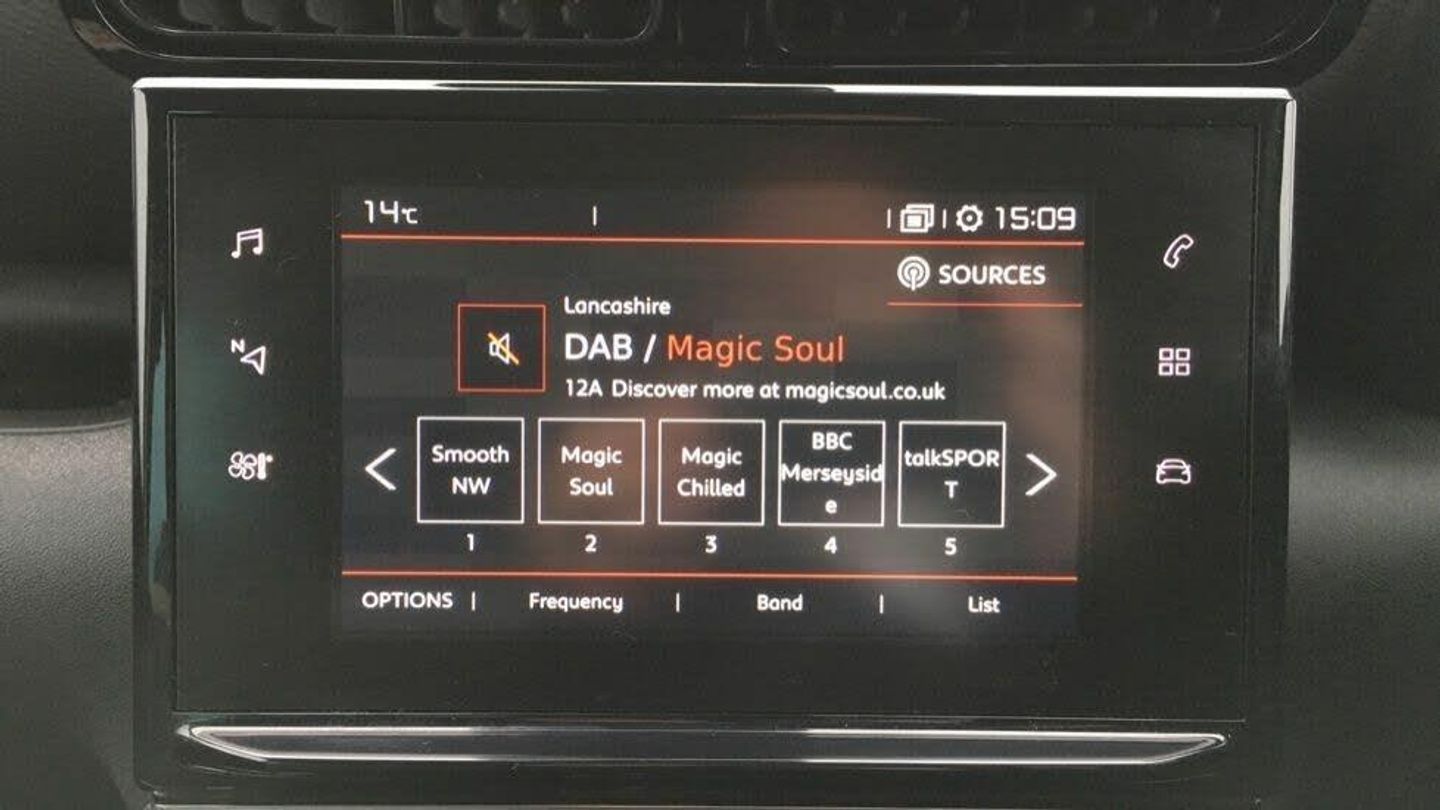 14°C | | | 15:09
SOURCES
Lancashire
DAB / Magic Soul
12A Discover more at magicsoul.co.uk
N
Smooth
NW
Magic
Soul
Magic
Chilled
BBC
Merseysid
e
talkSPOR
T
1 2 3 4 5
OPTIONS | Frequency | Band | List